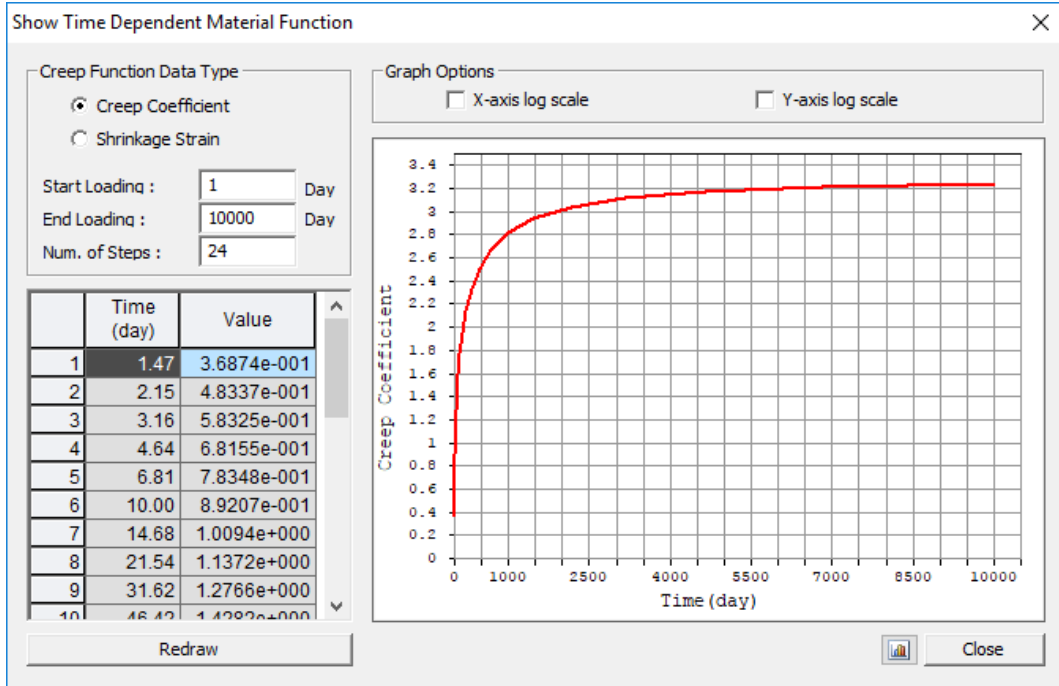 Show Time Dependent Material Function
Creep Function Data Type
Creep Coefficient
Shrinkage Strain
Start Loading : 1 Day
End Loading : 10000 Day
Num. of Steps : 24
Time (day) Value
1 1.47 3.6874e-001
2 2.15 4.8337e-001
3 3.16 5.8325e-001
4 4.64 6.8155e-001
5 6.81 7.8348e-001
6 10.00 8.9207e-001
7 14.68 1.0094e+000
8 21.54 1.1372e+000
9 31.62 1.2766e+000
10 46.42 1.4282e+000
Redraw
Graph Options
X-axis log scale Y-axis log scale
Creep Coefficient
3.4
3.2
3
2.8
2.6
2.4
2.2
2
1.8
1.6
1.4
1.2
1
0.8
0.6
0.4
0.2
0
0 1000 2500 4000 5500 7000 8500 10000
Time(day)
Close